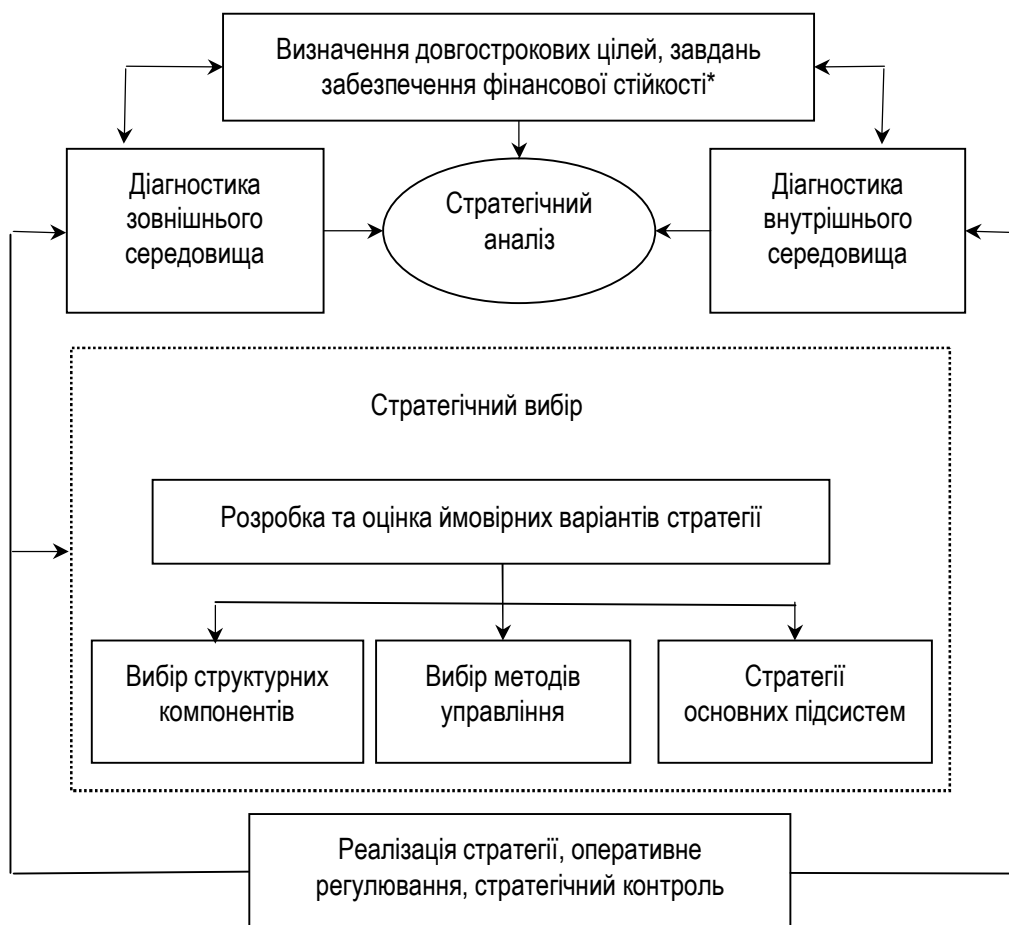 Визначення довгострокових цілей, завдань
забезпечення фінансової стійкості*
Діагностика
зовнішнього
середовища
Стратегічний
аналіз
Діагностика
внутрішнього
середовища
Стратегічний вибір
Розробка та оцінка ймовірних варіантів стратегії
Вибір структурних
компонентів
Вибір методів
управління
Стратегії
основних підсистем
Реалізація стратегії, оперативне
регулювання, стратегічний контроль